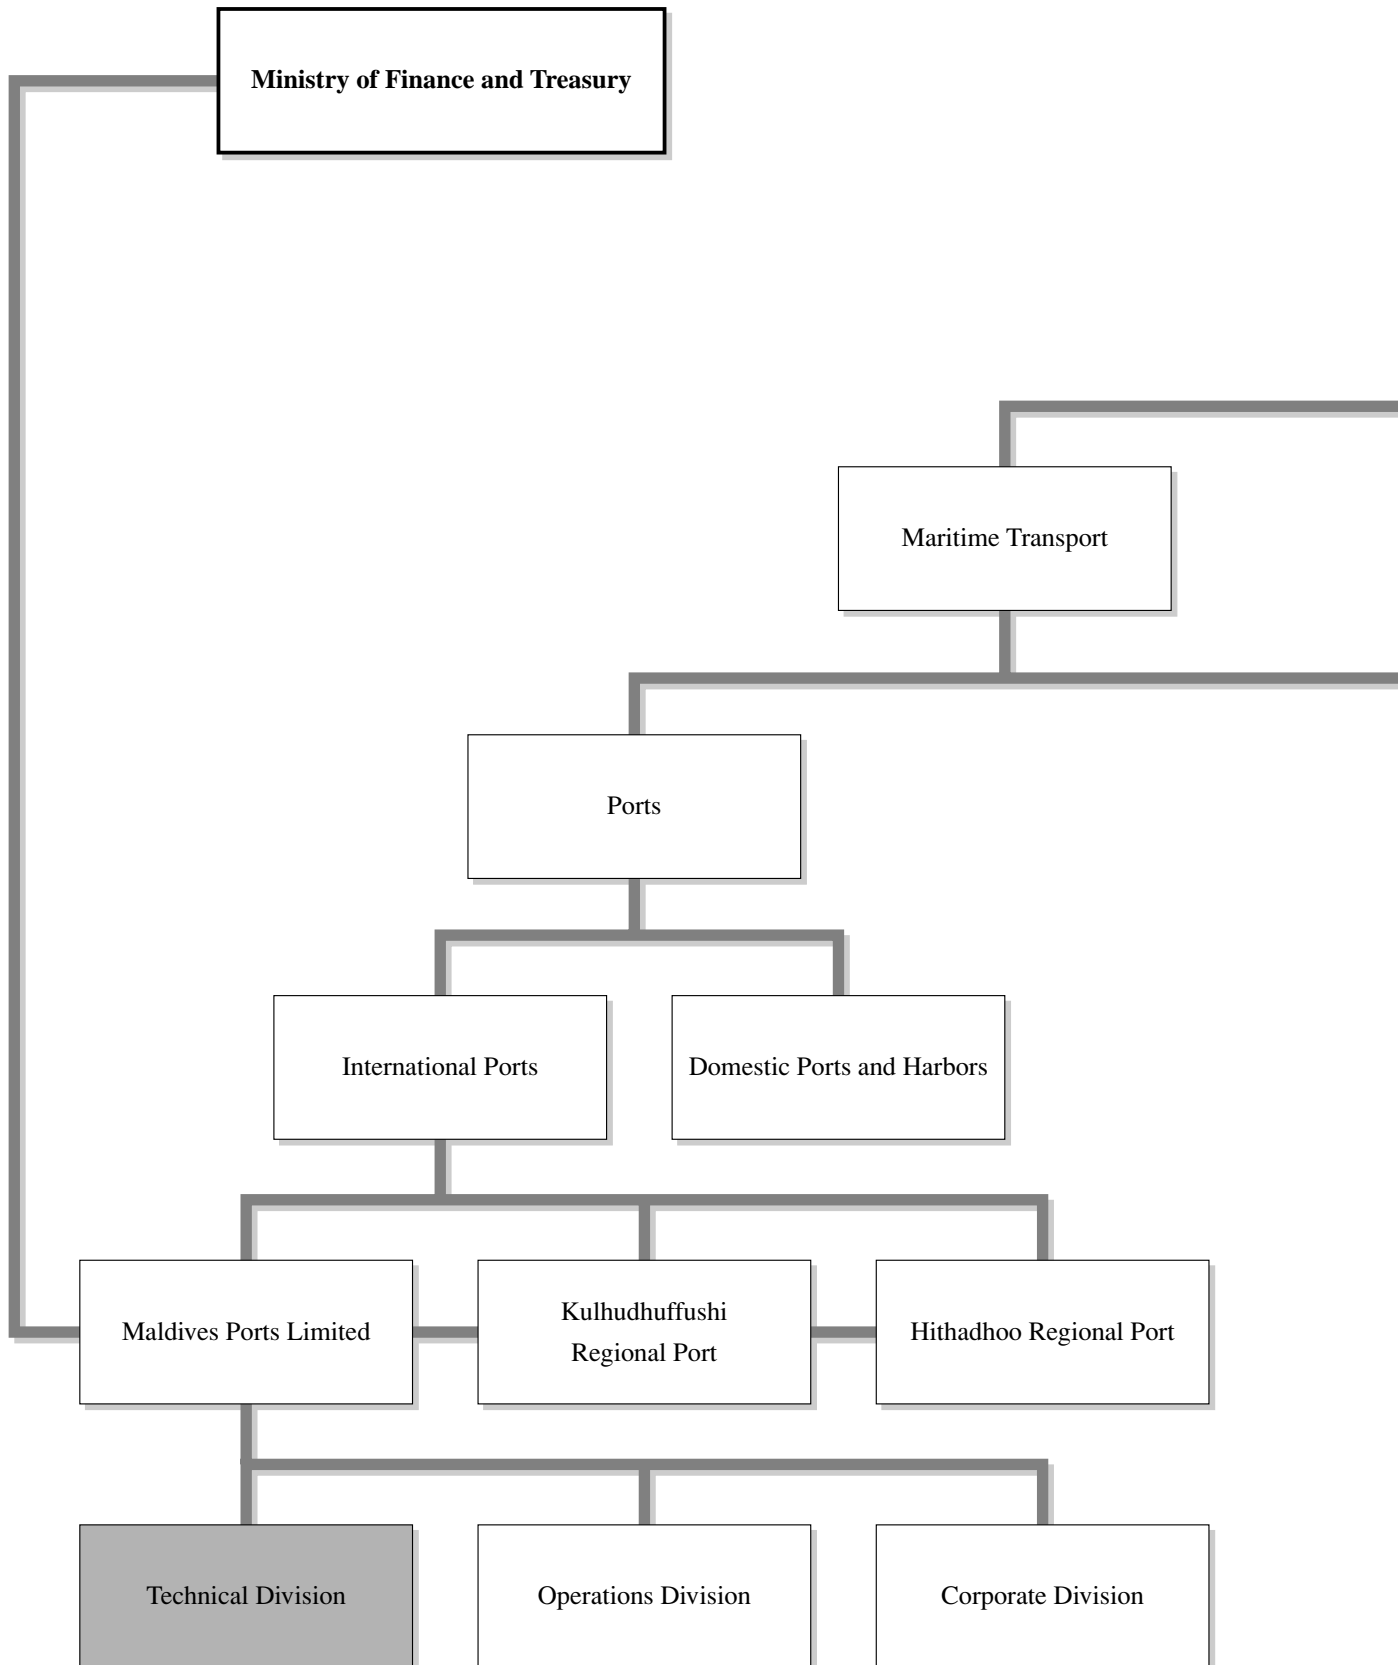 Ministry of Finance and Treasury
Maritime Transport
Ports
International Ports
Domestic Ports and Harbors
Maldives Ports Limited
Kulhudhuffushi
Regional Port
Hithadhoo Regional Port
Technical Division
Operations Division
Corporate Division